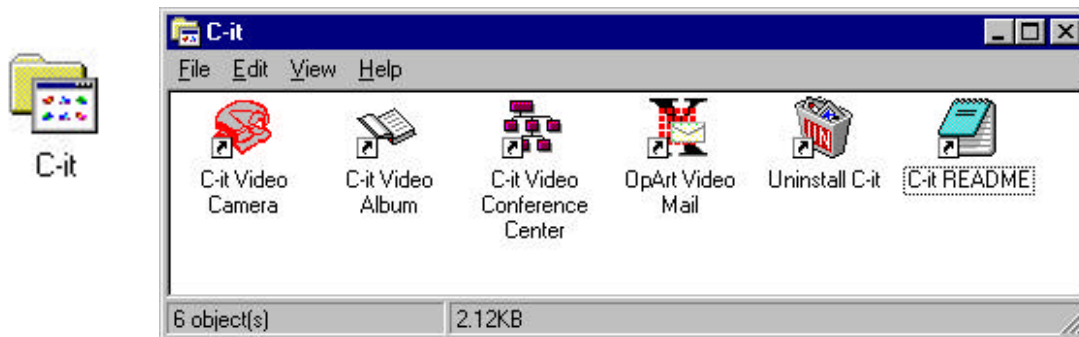 C-it
C-it
File Edit View Help
C-it Video Camera
C-it Video Album
C-it Video Conference Center
OpArt Video Mail
Uninstall C-it
C-it README
6 object(s)
2.12KB